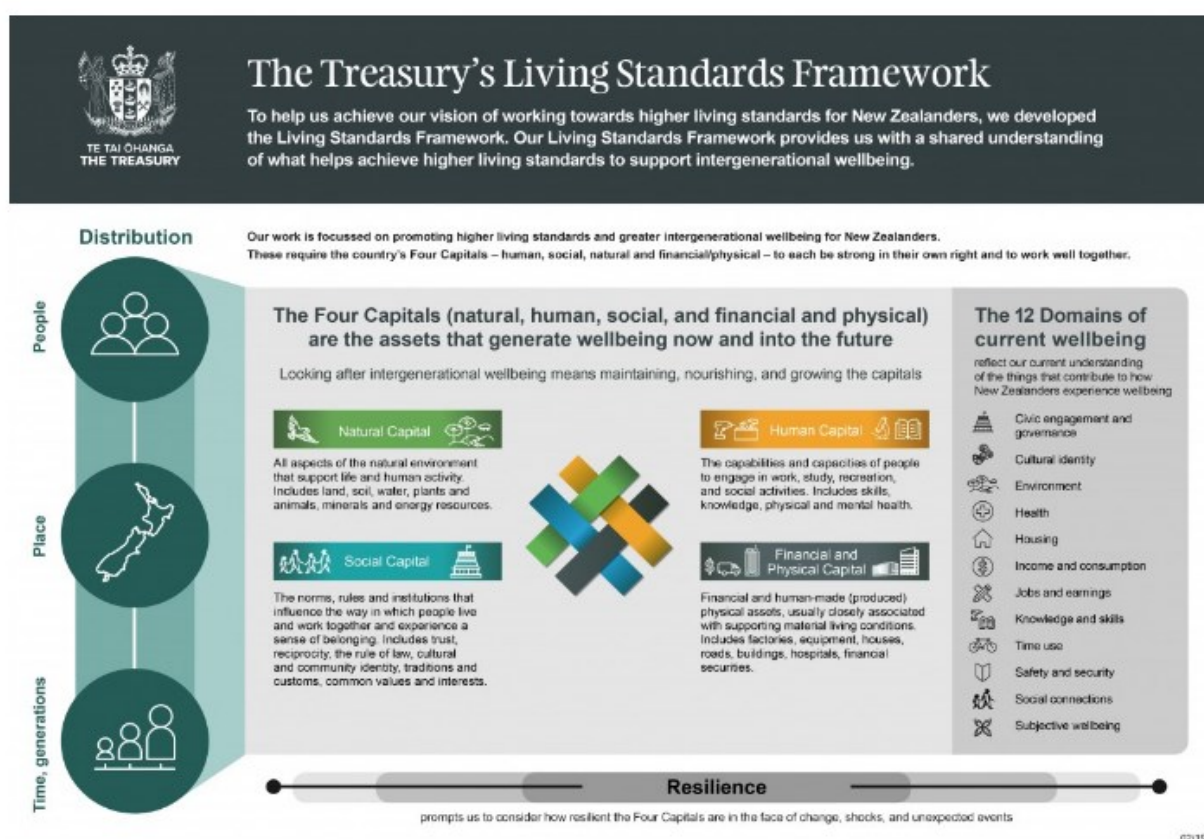 TE TAI ŌHANGA
THE TREASURY
The Treasury's Living Standards Framework
To help us achieve our vision of working towards higher living standards for New Zealanders, we developed
the Living Standards Framework. Our Living Standards Framework provides us with a shared understanding
of what helps achieve higher living standards to support intergenerational wellbeing.
Distribution
People
Place
Time, generations
Our work is focussed on promoting higher living standards and greater intergenerational wellbeing for New Zealanders.
These require the country's Four Capitals – human, social, natural and financial/physical – to each be strong in their own right and to work well together.
The Four Capitals (natural, human, social, and financial and physical)
are the assets that generate wellbeing now and into the future
Looking after intergenerational wellbeing means maintaining, nourishing, and growing the capitals
Natural Capital
All aspects of the natural environment
that support life and human activity.
Includes land, soil, water, plants and
animals, minerals and energy resources.
Human Capital
The capabilities and capacities of people
to engage in work, study, recreation,
and social activities. Includes skills,
knowledge, physical and mental health.
Social Capital
The norms, rules and institutions that
influence the way in which people live
and work together and experience a
sense of belonging. Includes trust,
reciprocity, the rule of law, cultural
and community identity, traditions and
customs, common values and interests.
Financial and
Physical Capital
Financial and human-made (produced)
physical assets, usually closely associated
with supporting material living conditions.
Includes factories, equipment, houses,
roads, buildings, hospitals, financial
securities.
The 12 Domains of
current wellbeing
reflect our current understanding
of the things that contribute to how
New Zealanders experience wellbeing
Civic engagement and
governance
Cultural identity
Environment
Health
Housing
Income and consumption
Jobs and earnings
Knowledge and skills
Time use
Safety and security
Social connections
Subjective wellbeing
Resilience
prompts us to consider how resilient the Four Capitals are in the face of change, shocks, and unexpected events